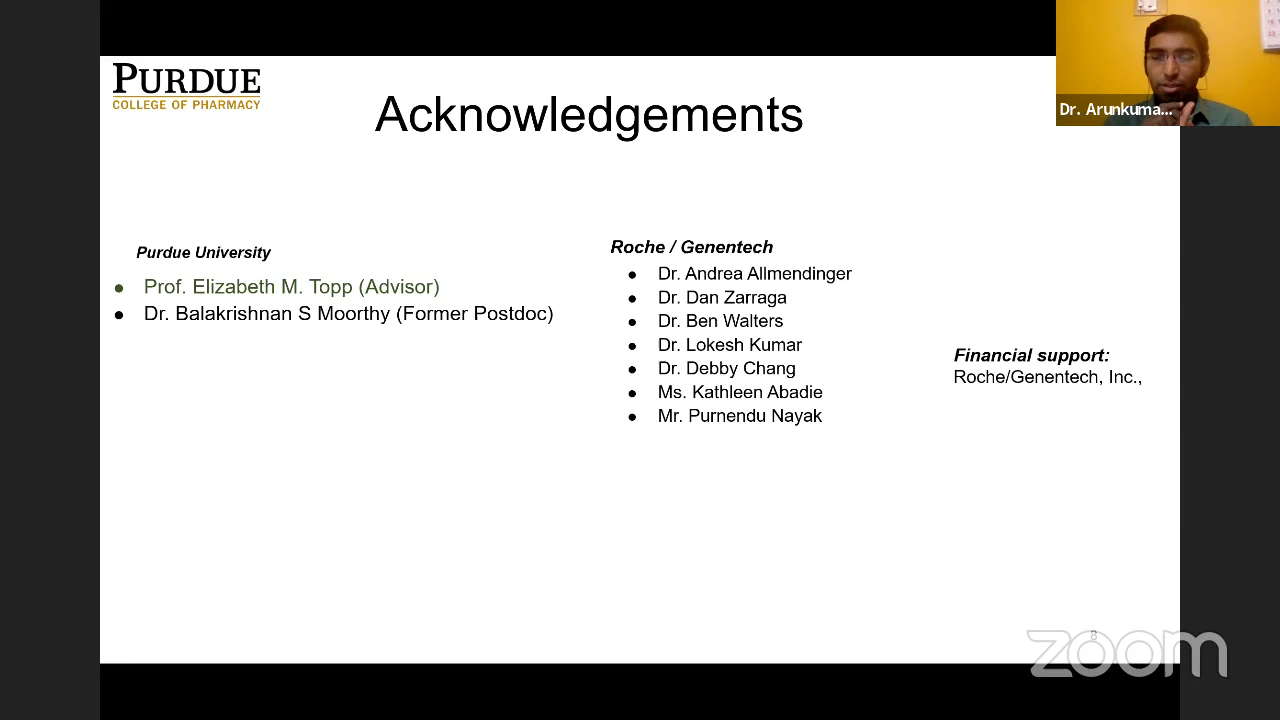 PURDUE
COLLEGE OF PHARMACY
Acknowledgements
Dr. Arunkuma...
Purdue University
● Prof. Elizabeth M. Topp (Advisor)
● Dr. Balakrishnan S Moorthy (Former Postdoc)
Roche / Genentech
● Dr. Andrea Allmendinger
● Dr. Dan Zarraga
● Dr. Ben Walters
● Dr. Lokesh Kumar
● Dr. Debby Chang
● Ms. Kathleen Abadie
● Mr. Purnendu Nayak
Financial support:
Roche/Genentech, Inc.,
8
zoom